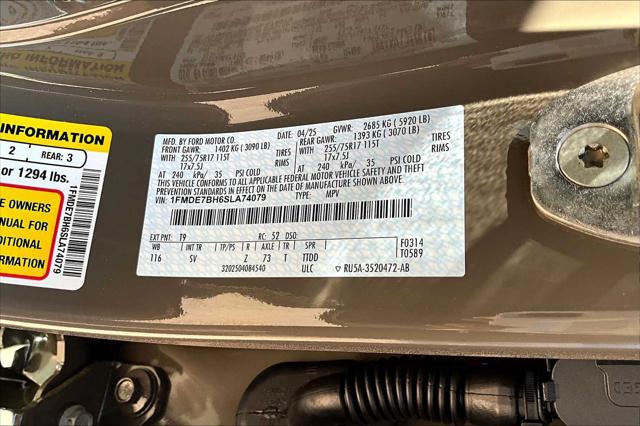 INFORMATION
2 REAR: 3
or 1294 lbs.
E OWNERS
ANUAL FOR
DDITIONAL
ORMATION
1FMDE7BH6SLA74079
MFD. BY FORD MOTOR CO.
FRONT GAWR: 1402 KG ( 3090 LB)
255/75R17 115T TIRES
17x7.5J RIMS
AT 240 kPa/ 35 PSI COLD
04/25 GVWR: 2685 KG ( 5920 LB)
REAR GAWR: 1393 KG ( 3070 LB)
WITH 255/75R17 115T TIRES
17x7.5J RIMS
AT 240 kPa/ 35 PSI COLD
THIS VEHICLE CONFORMS TO ALL APPLICABLE FEDERAL MOTOR VEHICLE SAFETY AND THEFT PREVENTION STANDARDS IN EFFECT ON THE DATE OF MANUFACTURE SHOWN ABOVE.
VIN: 1FMDE7BH6SLA74079 TYPE: MPV
EXT PNT: T9 RC: 52 DSO: F0314
WB INT TR TP/PS R AXLE TR SPR T0589
116 SV Z 73 T TTDD
3202504084540 ULC RU5A-3520472-AB